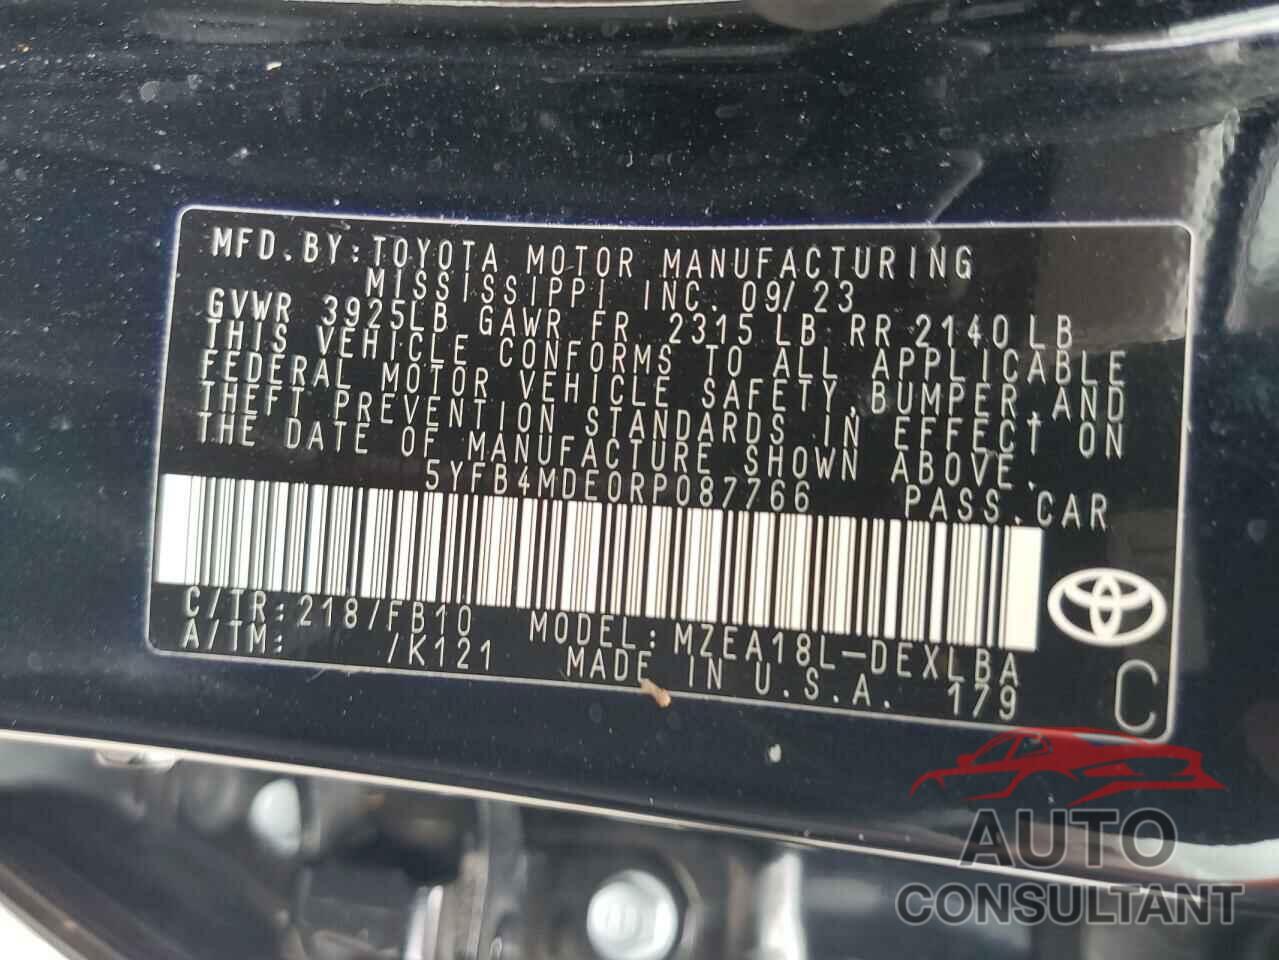 MFD.BY:TOYOTA MOTOR MANUFACTURING
MISSISSIPPI INC. 09/23
GVWR 3925LB GAWR FR 2315LB RR 2140LB
THIS VEHICLE CONFORMS TO ALL APPLICABLE
FEDERAL MOTOR VEHICLE SAFETY,BUMPER,AND
THEFT PREVENTION STANDARDS IN EFFECT ON
THE DATE OF MANUFACTURE SHOWN ABOVE.
5YFB4MDE0RP087766 PASS.CAR
C/TR:218/FB10 MODEL:MZEA18L-DEXLBA
A/TM: /K121 MADE IN U.S.A. 179
C
AUTO
CONSULTANT